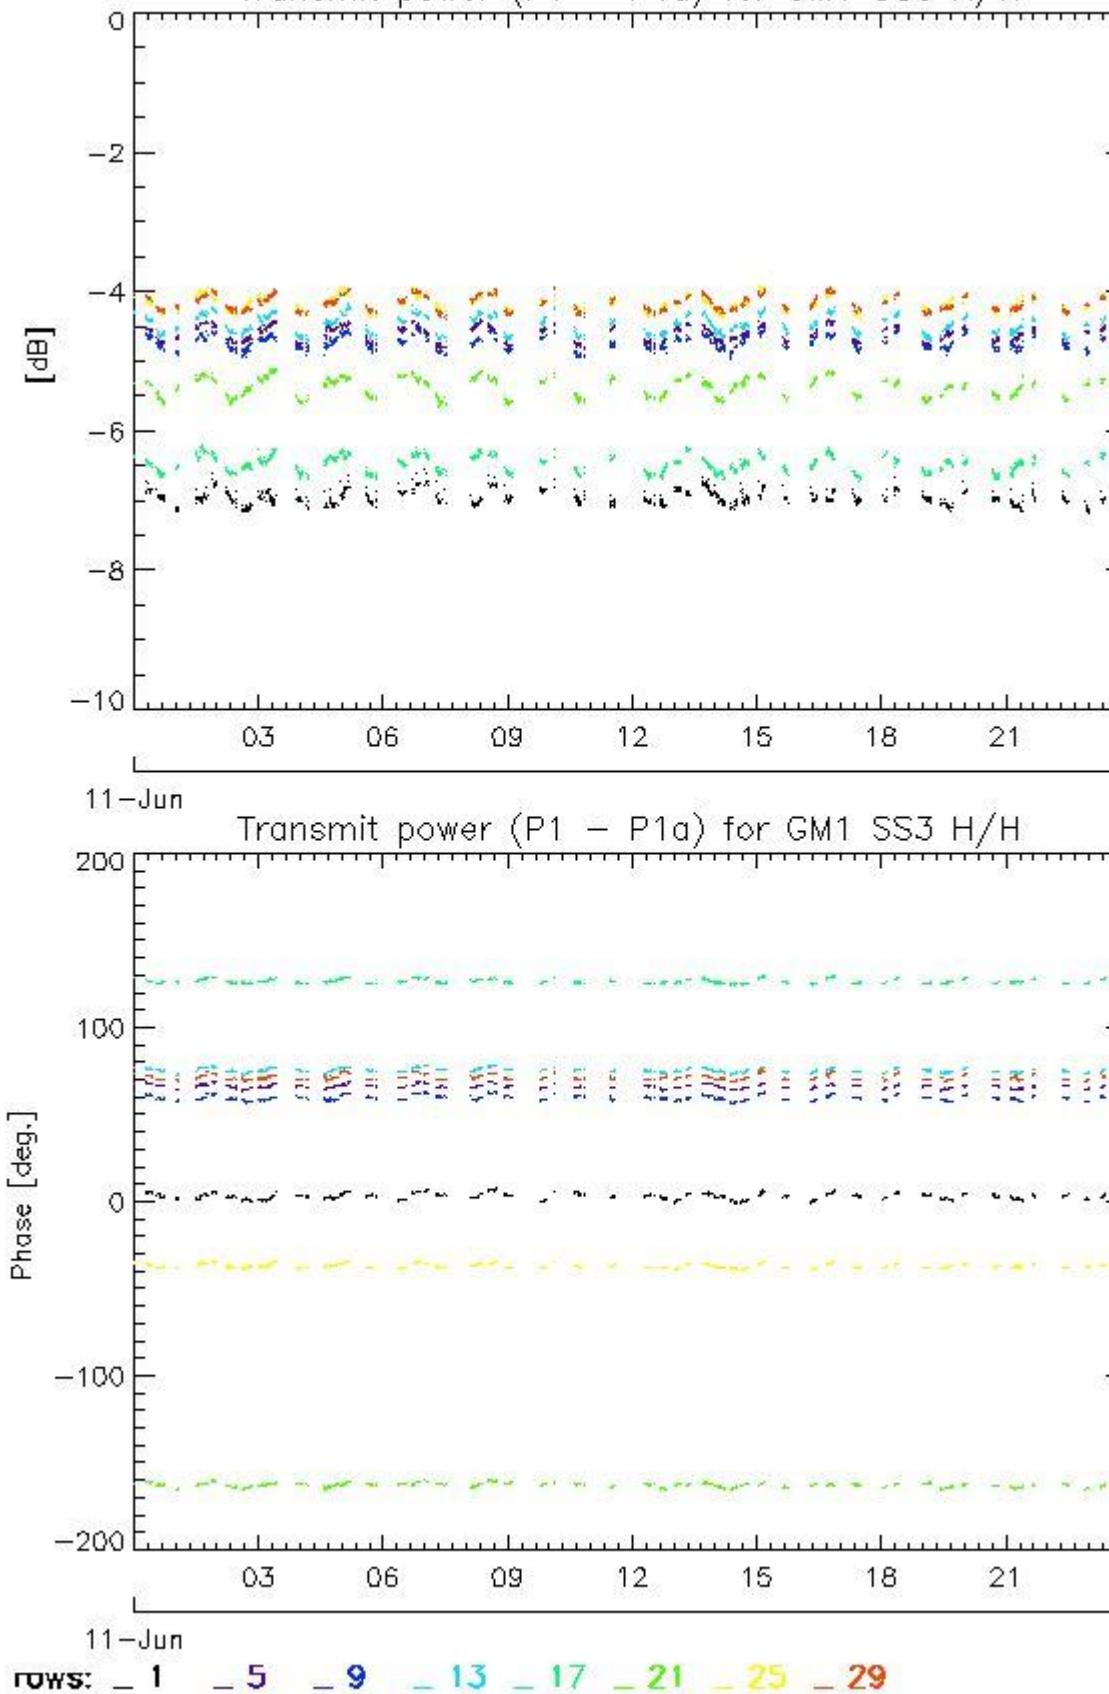 0
-2
-4
[dB]
-6
-8
-10
03 06 09 12 15 18 21
11-Jun
Transmit power (P1 - P1a) for GM1 SS3 H/H
200
100
Phase [deg.]
0
-100
-200
03 06 09 12 15 18 21
11-Jun
rows: _ 1 _ 5 _ 9 _ 13 _ 17 _ 21 _ 25 _ 29